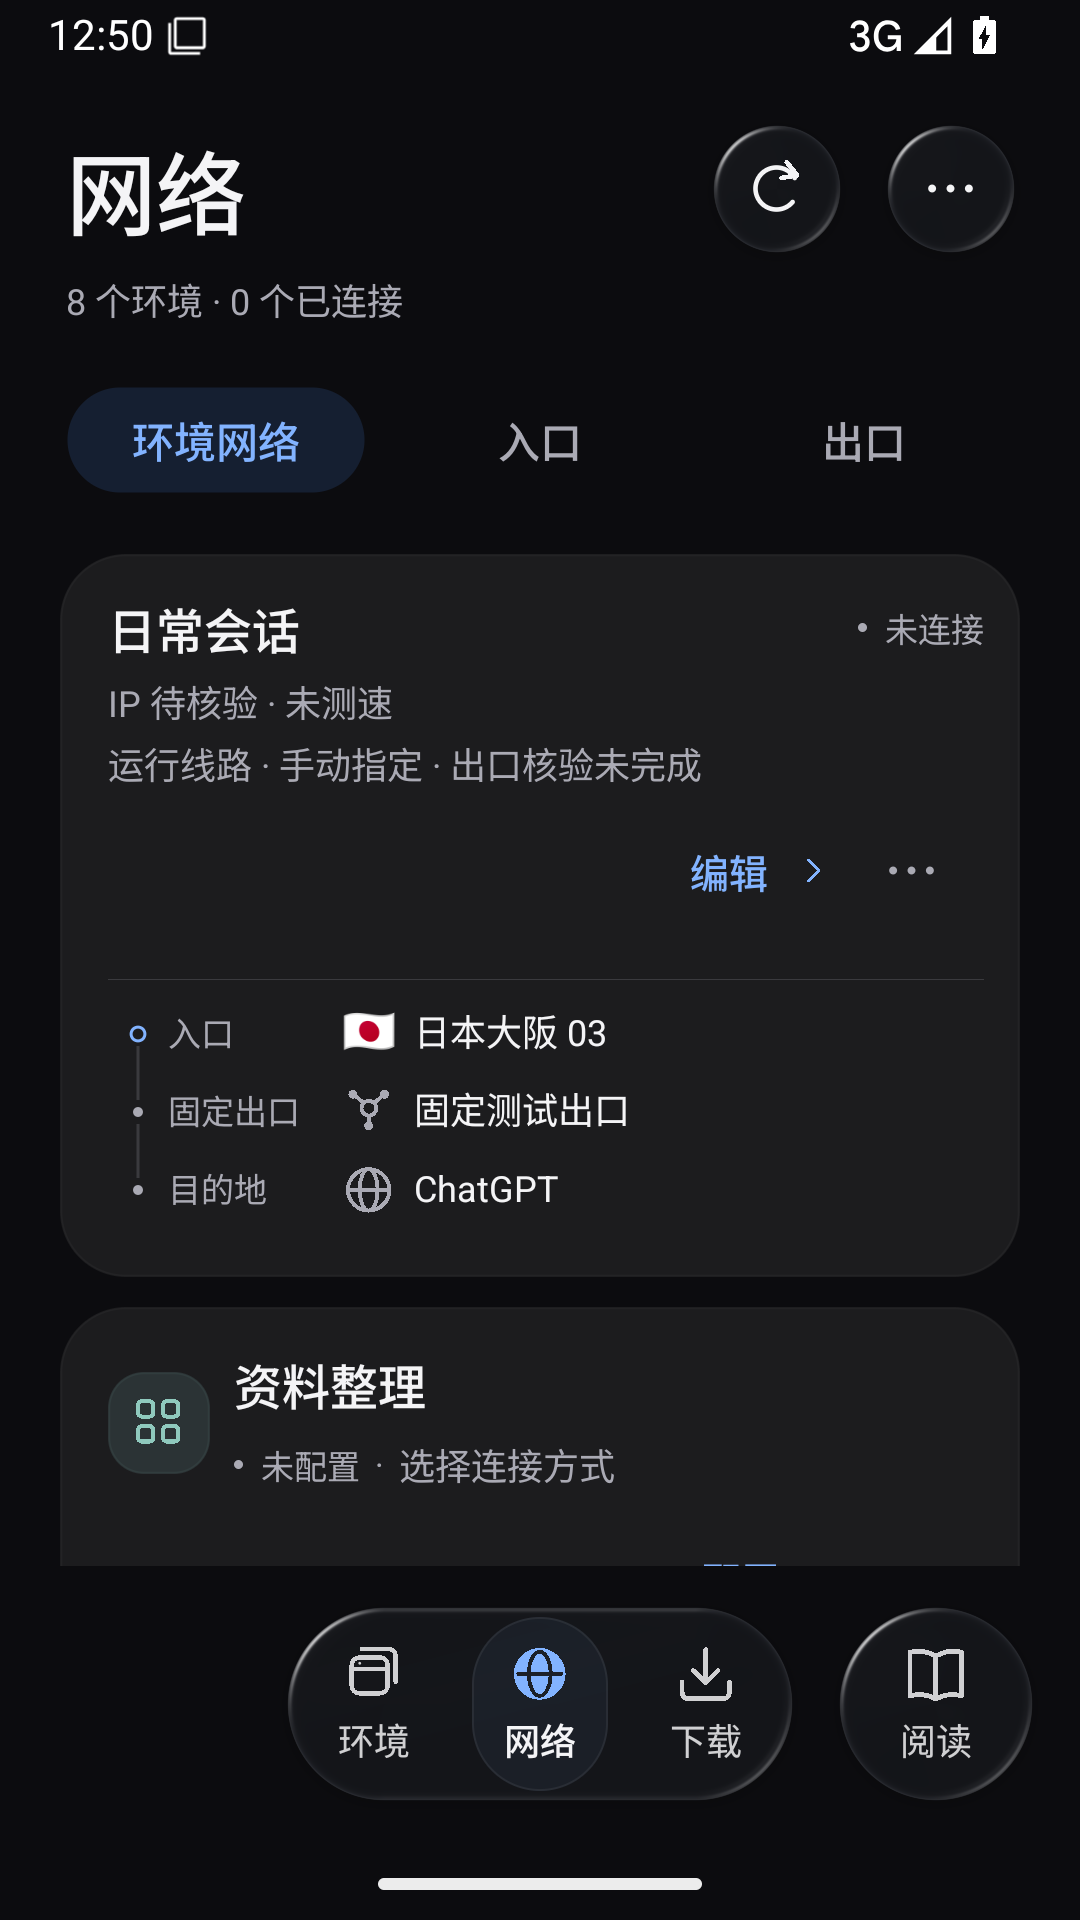 12:50
3G
网络
8 个环境 · 0 个已连接
环境网络
入口
出口
日常会话
• 未连接
IP 待核验 · 未测速
运行线路 · 手动指定 · 出口核验未完成
编辑
入口
日本大阪 03
固定出口
固定测试出口
目的地
ChatGPT
资料整理
• 未配置 · 选择连接方式
环境
网络
下载
阅读